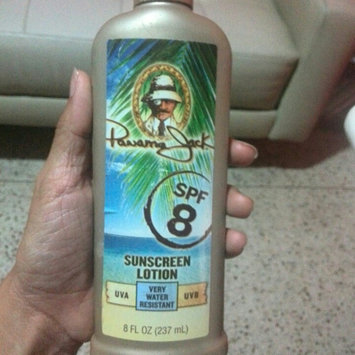 Panama Jack
SPF
8
SUNSCREEN
LOTION
UVA
VERY
WATER
RESISTANT
UVB
8 FL OZ (237 mL)